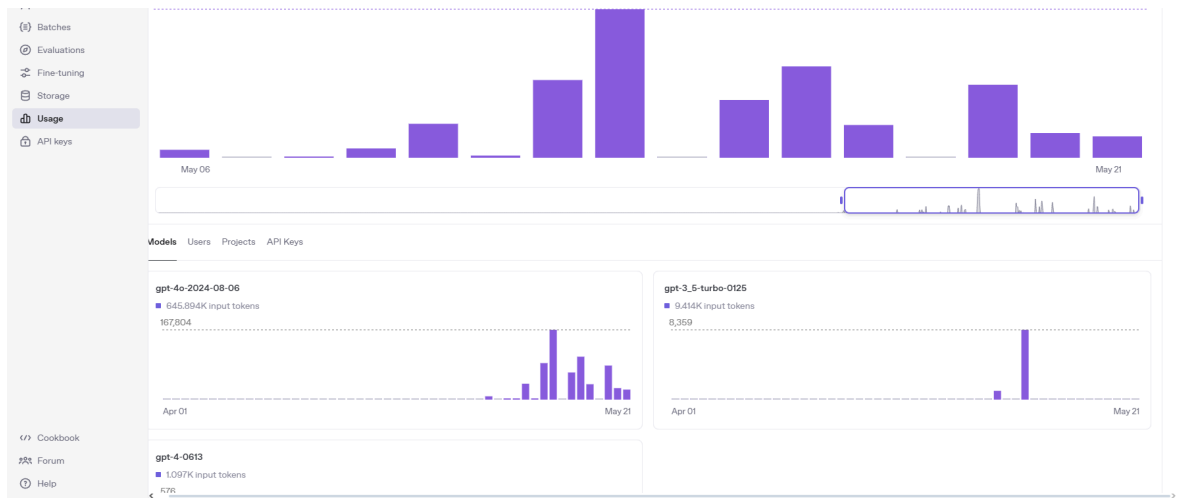 Batches
Evaluations
Fine-tuning
Storage
Usage
API keys
May 06
May 21
Models Users Projects API Keys
gpt-4o-2024-08-06
645.894K input tokens
167,804
Apr 01
May 21
gpt-3_5-turbo-0125
9.414K input tokens
8,359
Apr 01
May 21
gpt-4-0613
1.097K input tokens
576
Cookbook
Forum
Help